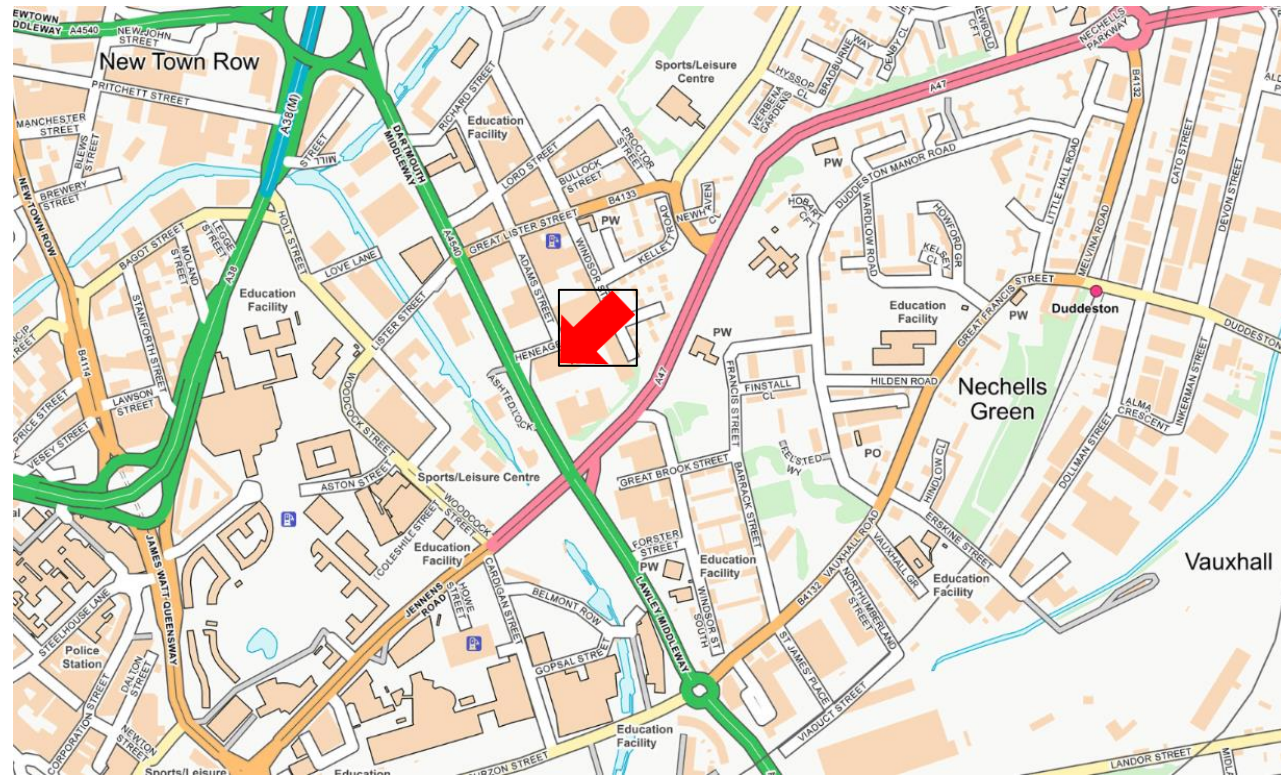 EWTOWN
DDLEWAY
A4540
NEW JOHN
STREET
New Town Row
PRITCHETT STREET
A38(M)
MANCHESTER
STREET
BLEWS
STREET
BREWERY
STREET
NEW TOWN ROW
MILL
STREET
DARTMOUTH
MIDDLEWAY
RICHARD STREET
Education
Facility
LORD STREET
BULLOCK
STREET
PROCTOR
STREET
Sports/Leisure
Centre
VERBENA
GARDENS
HYSSOP
CL
BRADBURNE
WAY
DENBY CL
NEWBOLD
CFT
NECHELLS
PARKWAY
A47
B4132
CATO STREET
DEVON STREET
PW
DUDDESTON MANOR ROAD
LITTLE HALL ROAD
MELVINA ROAD
HOBART
CFT
WARDLOW ROAD
HOWFORD GR
KELSEY
CL
BAGOT STREET
LEGGE
STREET
MOLAND
STREET
STANIFORTH STREET
A38
HOLT STREET
LOVE LANE
LISTER STREET
A4540
GREAT LISTER STREET
B4133
PW
KELLETT ROAD
NEWHAVEN
CL
WINDSOR ST
ADAMS STREET
HENEAG
ASHTED LOCK
Education
Facility
B4114
LAWSON
STREET
PRICE STREET
VESEY STREET
WOODCOCK STREET
ASTON STREET
Sports/Leisure Centre
WOODCOCK
STREET
COLESHILL STREET
Education
Facility
A47
PW
FRANCIS STREET
FINSTALL
CL
GREAT BROOK STREET
BARRACK STREET
Education
Facility
GREAT FRANCIS STREET
PW
Duddeston
DUDDESTON
HILDEN ROAD
Nechells
Green
PO
HINDLOW CL
ALMA
CRESCENT
INKERMAN STREET
DOLLMAN STREET
ERSKINE STREET
VAUXHALL ROAD
B4132
VAUXHALL GR
NORTHUMBERLAND
STREET
Education
Facility
Vauxhall
FORSTER
STREET
PW
Education
Facility
WINDSOR ST
SOUTH
ST JAMES' PLACE
VIADUCT STREET
LAWLEY MIDDLEWAY
JENNENS
ROAD
HOWE
STREET
CARDIGAN STREET
BELMONT ROW
GOPSAL STREET
JAMES WATT QUEENSWAY
STEELHOUSE LANE
Police
Station
DALTON
STREET
NEWTON
STREET
CORPORATION STREET
Sports/Leisure
Education
Education
Facility
LANDOR STREET